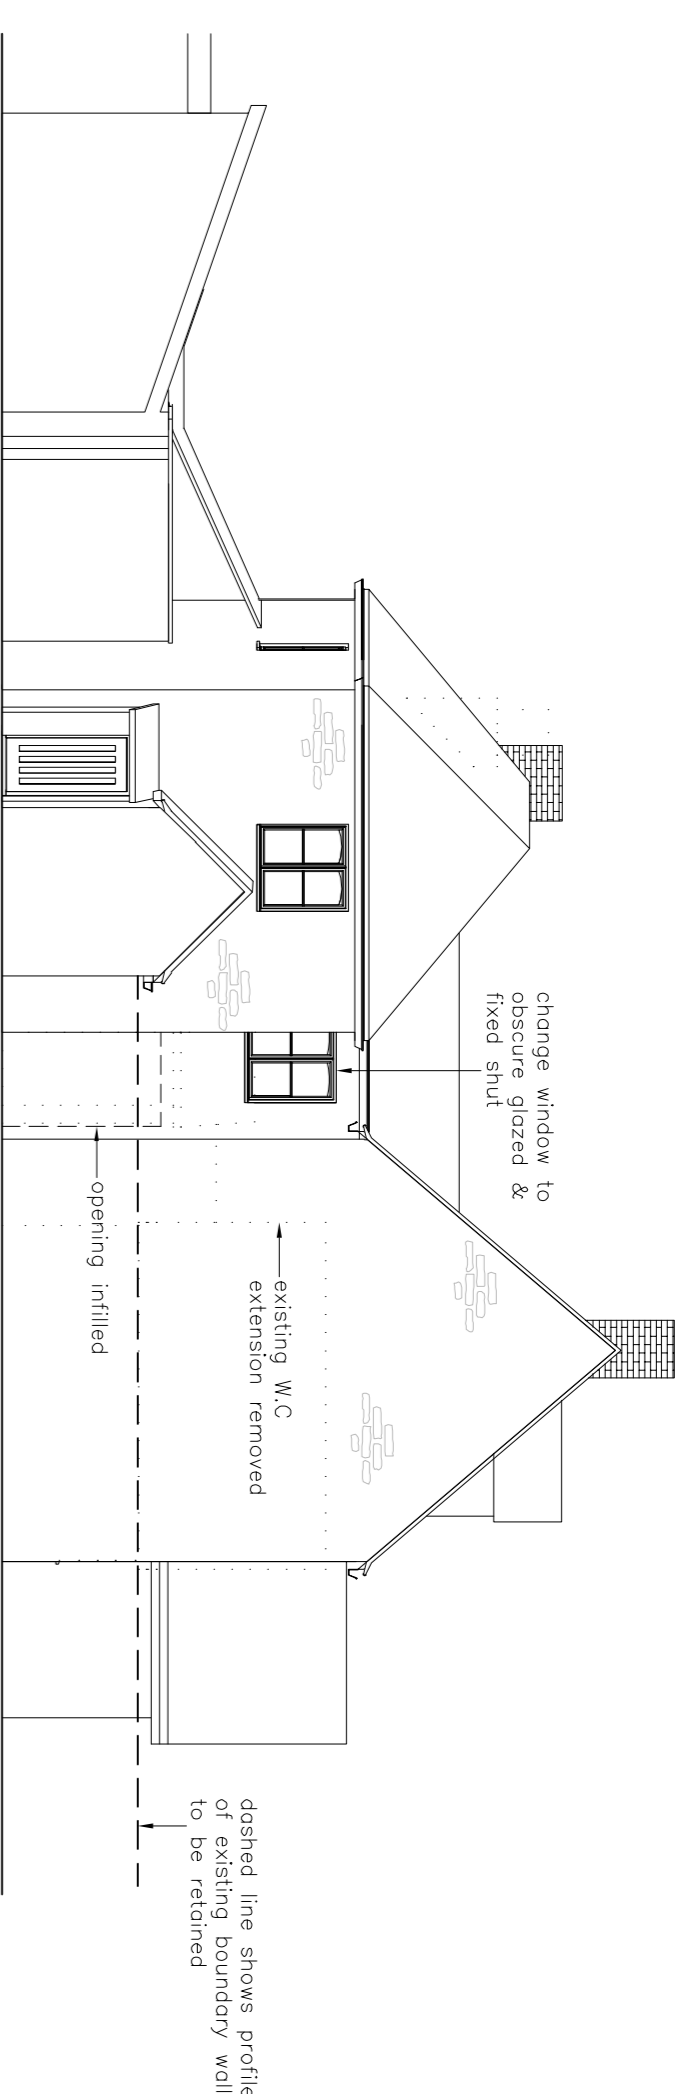 change window to
obscure glazed &
fixed shut
opening infilled
existing W.C
extension removed
dashed line shows profile
of existing boundary wall
to be retained